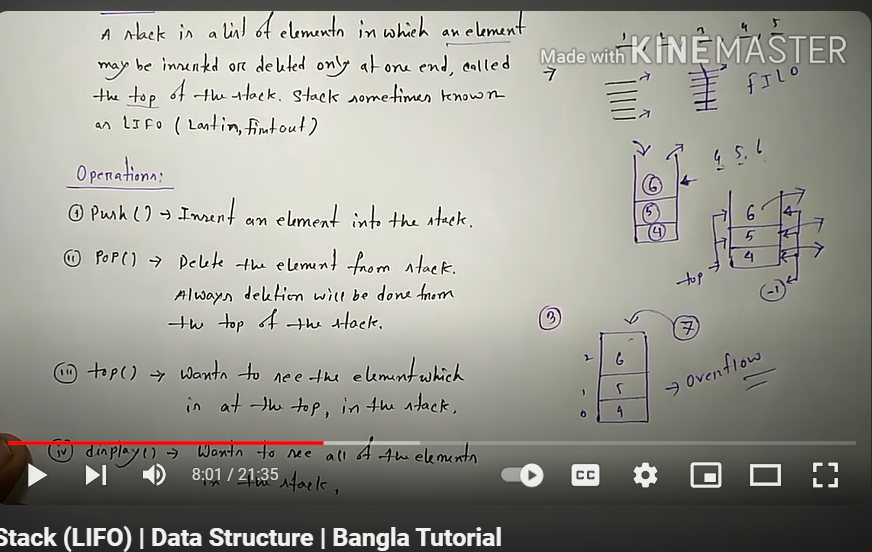 A stack is a list of elements in which an element
may be inserted or deleted only at one end, called
the top of the stack. Stack sometimes known
as LIFO (Last in, first out)
Operations:
(i) Push() → Insert an element into the stack.
(ii) POP() → Delete the element from stack.
Always deletion will be done from
the top of the stack.
(iii) top() → Wants to see the element which
is at the top, in the stack.
(iv) display() → Wants to see all of the elements
in the stack,
1 2 3 4 5
Made with KINEMASTER
FILO
4 5 6
6
5
4
6
5
4
top
-1
3
7
2 6
1 5
0 4
→ Overflow
8:01 / 21:35
CC
Stack (LIFO) | Data Structure | Bangla Tutorial